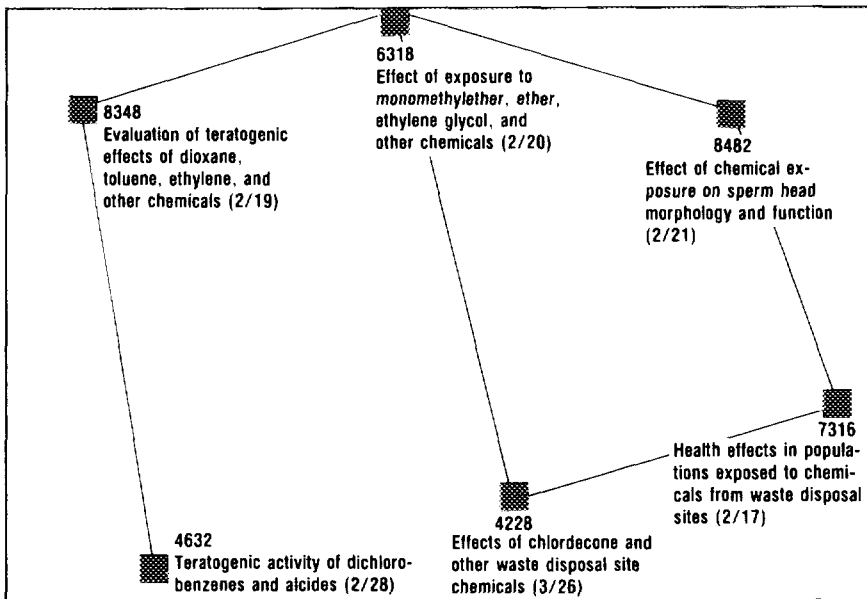 6318
Effect of exposure to
monomethylether, ether,
ethylene glycol, and
other chemicals (2/20)
8348
Evaluation of teratogenic
effects of dioxane,
toluene, ethylene, and
other chemicals (2/19)
8482
Effect of chemical ex-
posure on sperm head
morphology and function
(2/21)
7316
Health effects in popula-
tions exposed to chemi-
cals from waste disposal
sites (2/17)
4228
Effects of chlordecone and
other waste disposal site
chemicals (3/26)
4632
Teratogenic activity of dichloro-
benzenes and alcides (2/28)